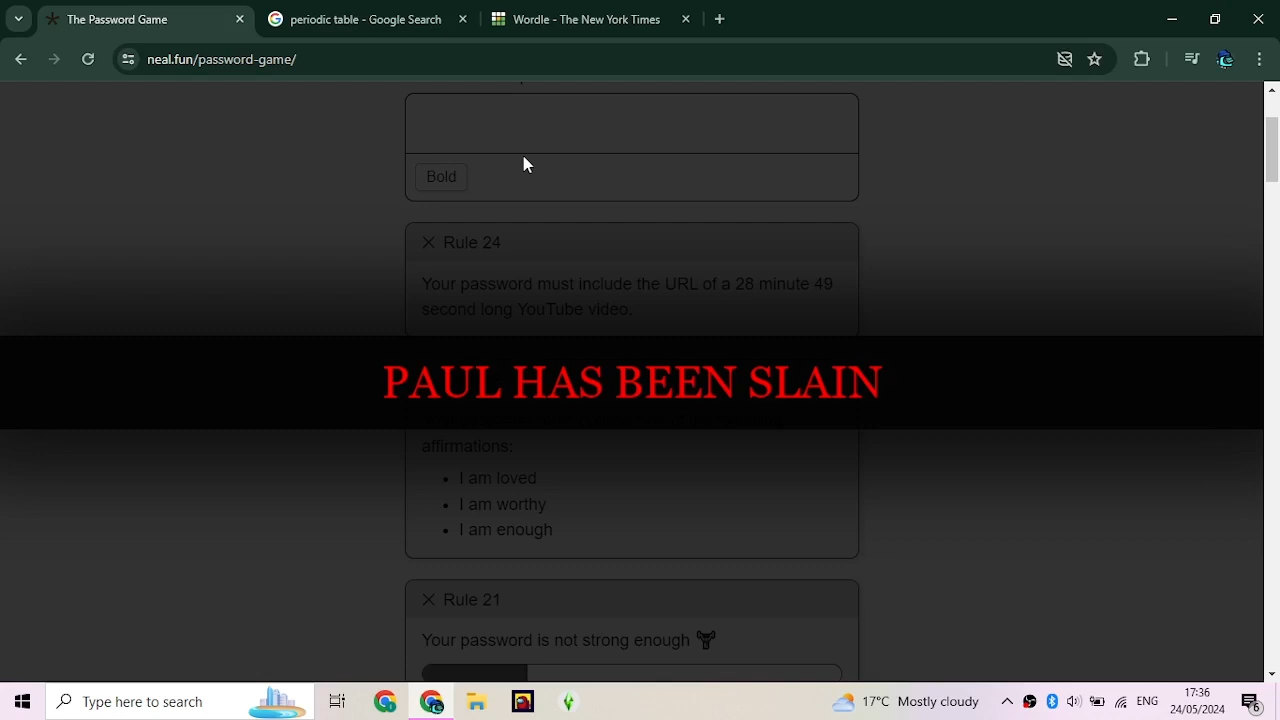 The Password Game
periodic table - Google Search
Wordle - The New York Times
neal.fun/password-game/
Bold
Rule 24
Your password must include the URL of a 28 minute 49
second long YouTube video.
PAUL HAS BEEN SLAIN
affirmations:
I am loved
I am worthy
I am enough
Rule 21
Your password is not strong enough
Type here to search
17°C Mostly cloudy
ENG
17:36
24/05/2024
6